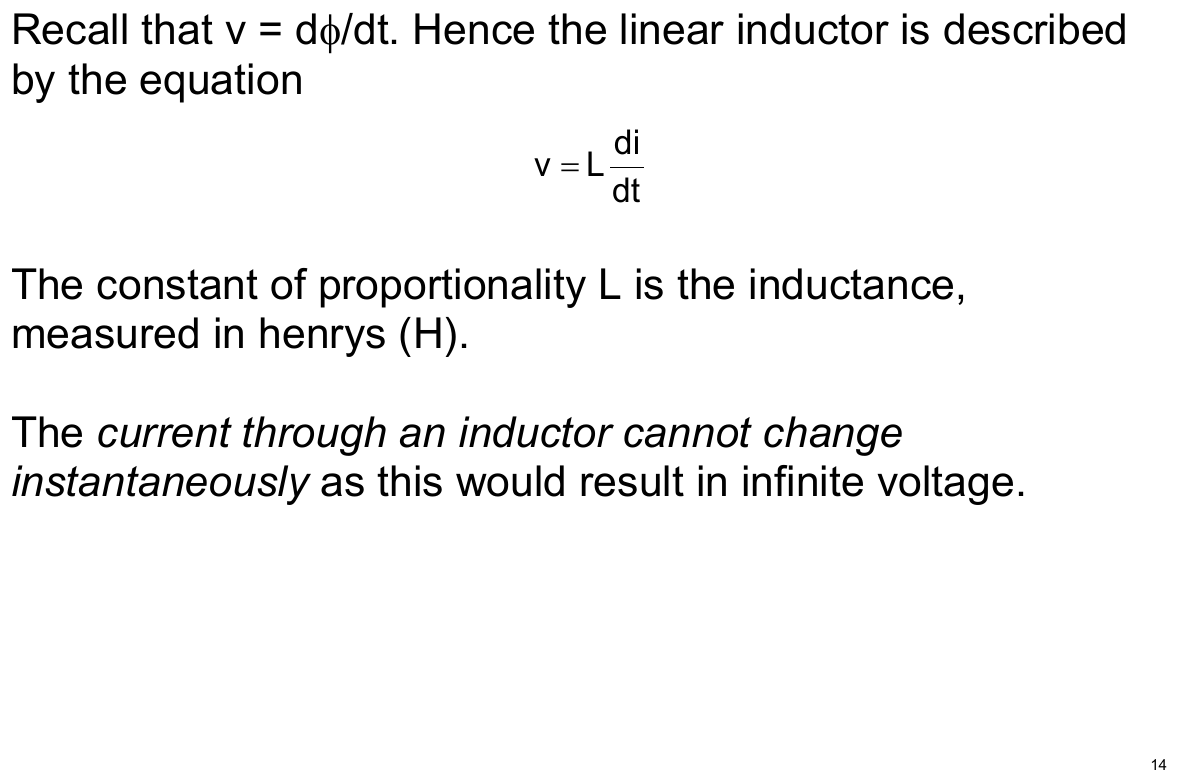 Recall that v = dϕ/dt. Hence the linear inductor is described
by the equation
v = L di/dt
The constant of proportionality L is the inductance,
measured in henrys (H).
The current through an inductor cannot change
instantaneously as this would result in infinite voltage.
14